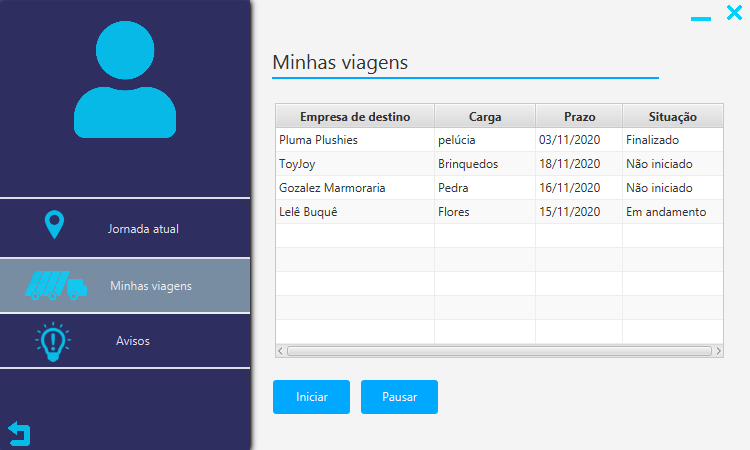 Minhas viagens
Empresa de destino Carga Prazo Situação
Pluma Plushies pelúcia 03/11/2020 Finalizado
ToyJoy Brinquedos 18/11/2020 Não iniciado
Gozalez Marmoraria Pedra 16/11/2020 Não iniciado
Lelê Buquê Flores 15/11/2020 Em andamento
Jornada atual
Minhas viagens
Avisos
Iniciar Pausar